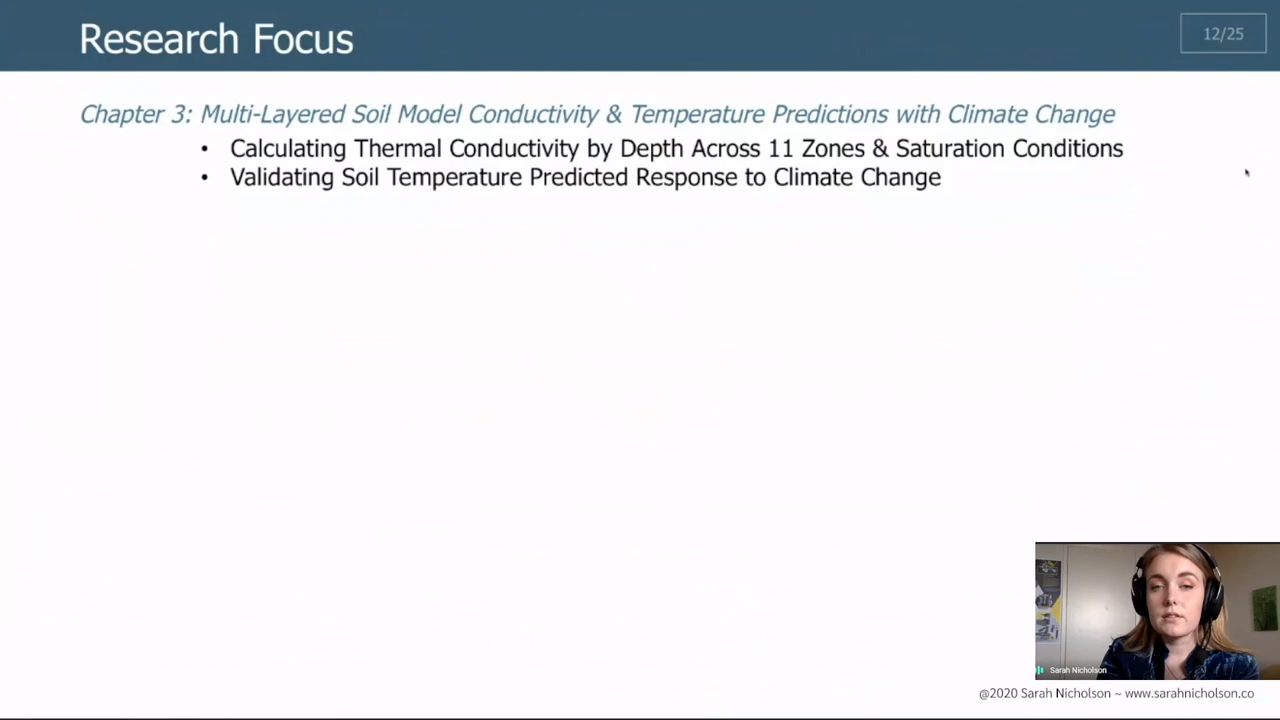 Research Focus
12/25
Chapter 3: Multi-Layered Soil Model Conductivity & Temperature Predictions with Climate Change
• Calculating Thermal Conductivity by Depth Across 11 Zones & Saturation Conditions
• Validating Soil Temperature Predicted Response to Climate Change
Sarah Nicholson
@2020 Sarah Nicholson ~ www.sarahnicholson.co